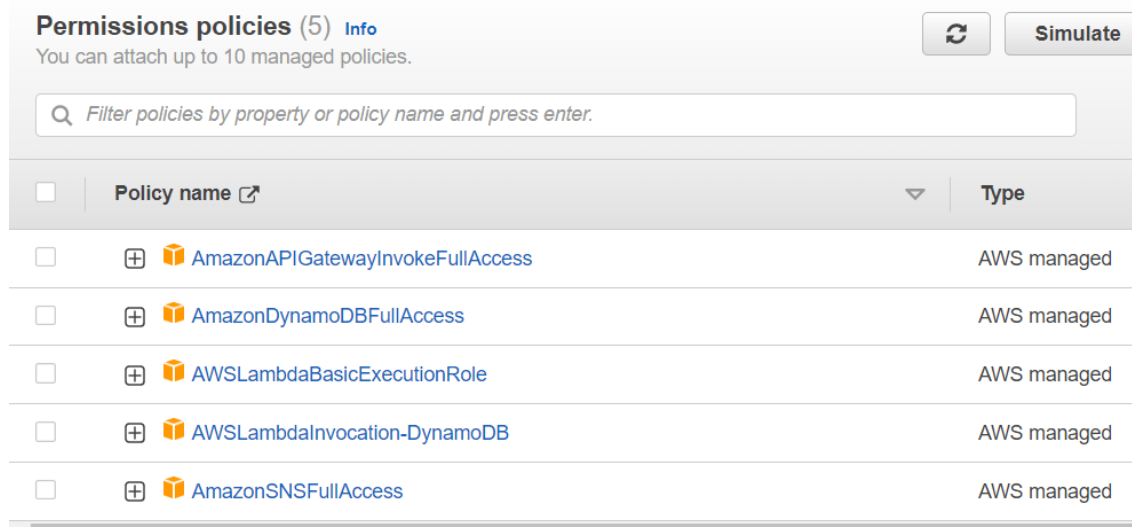 Permissions policies (5) Info
Simulate
You can attach up to 10 managed policies.
Filter policies by property or policy name and press enter.
Policy name Type
AmazonAPIGatewayInvokeFullAccess AWS managed
AmazonDynamoDBFullAccess AWS managed
AWSLambdaBasicExecutionRole AWS managed
AWSLambdaInvocation-DynamoDB AWS managed
AmazonSNSFullAccess AWS managed